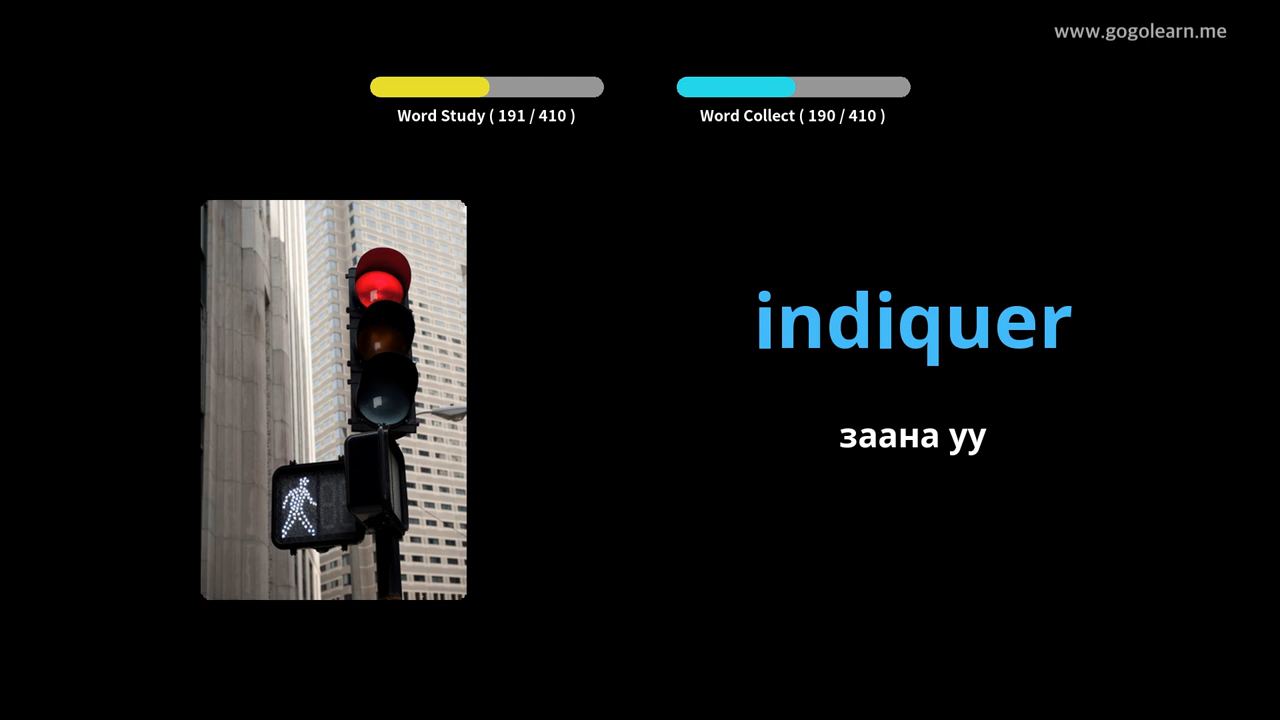 www.gogolearn.me
Word Study ( 191 / 410 )
Word Collect ( 190 / 410 )
indiquer
заана уу